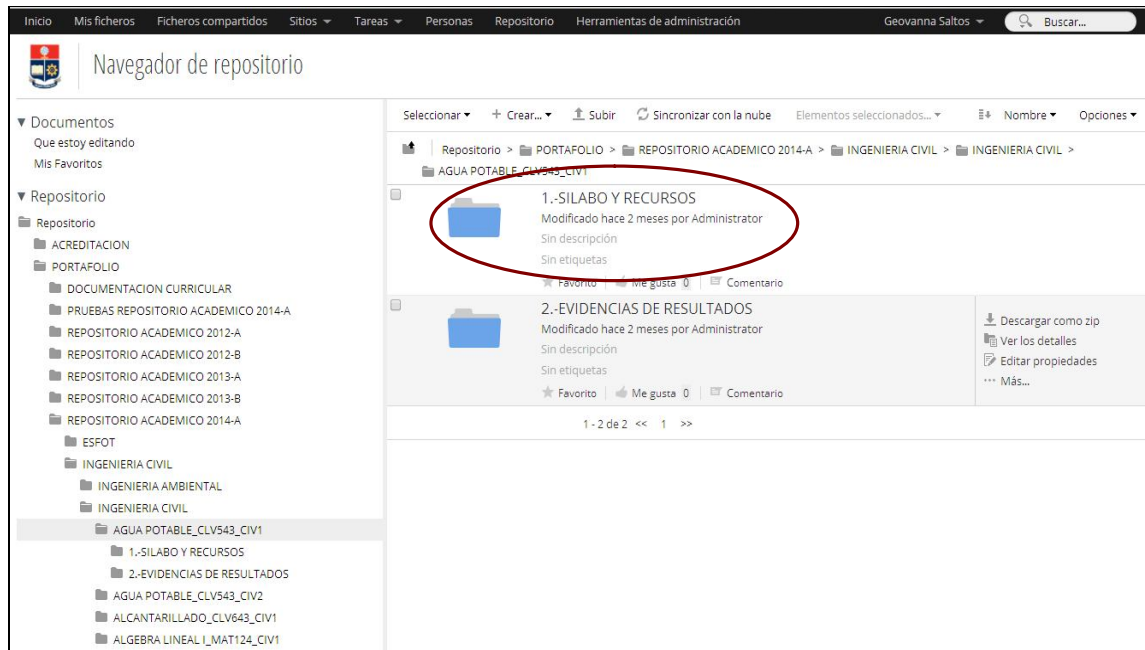 Inicio Mis ficheros Ficheros compartidos Sitios Tareas Personas Repositorio Herramientas de administración Geovanna Saltos Buscar...
Navegador de repositorio
Documentos
Que estoy editando
Mis Favoritos
Repositorio
Repositorio
ACREDITACION
PORTAFOLIO
DOCUMENTACION CURRICULAR
PRUEBAS REPOSITORIO ACADEMICO 2014-A
REPOSITORIO ACADEMICO 2012-A
REPOSITORIO ACADEMICO 2012-B
REPOSITORIO ACADEMICO 2013-A
REPOSITORIO ACADEMICO 2013-B
REPOSITORIO ACADEMICO 2014-A
ESFOT
INGENIERIA CIVIL
INGENIERIA AMBIENTAL
INGENIERIA CIVIL
AGUA POTABLE_CLV543_CIV1
1.-SILABO Y RECURSOS
2.-EVIDENCIAS DE RESULTADOS
AGUA POTABLE_CLV543_CIV2
ALCANTARILLADO_CLV643_CIV1
ALGEBRA LINEAL I_MAT124_CIV1
Seleccionar + Crear... Subir Sincronizar con la nube Elementos seleccionados... Nombre Opciones
Repositorio > PORTAFOLIO > REPOSITORIO ACADEMICO 2014-A > INGENIERIA CIVIL > INGENIERIA CIVIL >
AGUA POTABLE_CLV543_CIV1
1.-SILABO Y RECURSOS
Modificado hace 2 meses por Administrator
Sin descripción
Sin etiquetas
Favorito Me gusta 0 Comentario
2.-EVIDENCIAS DE RESULTADOS
Modificado hace 2 meses por Administrator
Sin descripción
Sin etiquetas
Favorito Me gusta 0 Comentario
Descargar como zip
Ver los detalles
Editar propiedades
Más...
1 - 2 de 2 << 1 >>